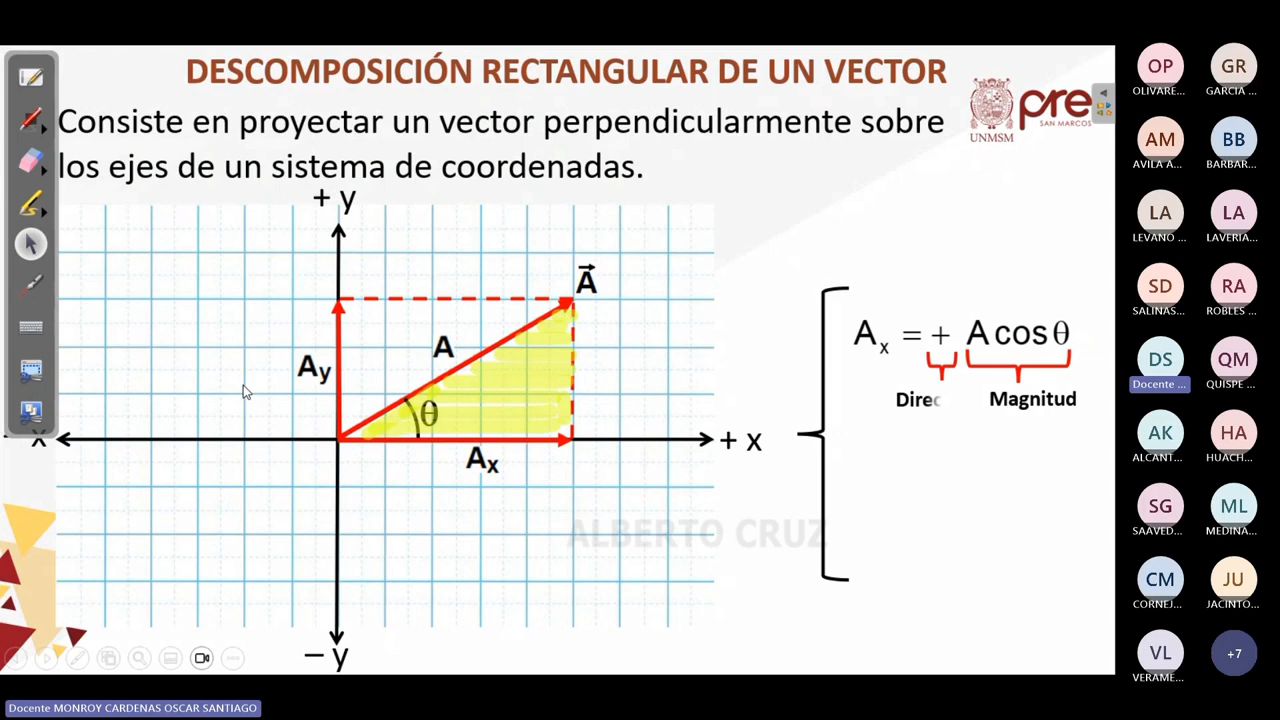 DESCOMPOSICIÓN RECTANGULAR DE UN VECTOR
Consiste en proyectar un vector perpendicularmente sobre
los ejes de un sistema de coordenadas.
UNMSM
pre
SAN MARCOS
+ y
A⃗
A
Ay
θ
x
+ x
Ax
– y
Ax = + A cos θ
Direc
Magnitud
ALBERTO CRUZ
OP
OLIVARE...
GR
GARCIA ...
AM
AVILA A...
BB
BARBAR...
LA
LEVANO ...
LA
LAVERIA...
SD
SALINAS...
RA
ROBLES ...
DS
Docente ...
QM
QUISPE ...
AK
ALCANT...
HA
HUACH...
SG
SAAVED...
ML
MEDINA...
CM
CORNEJ...
JU
JACINTO...
VL
VERAME...
+7
Docente MONROY CARDENAS OSCAR SANTIAGO